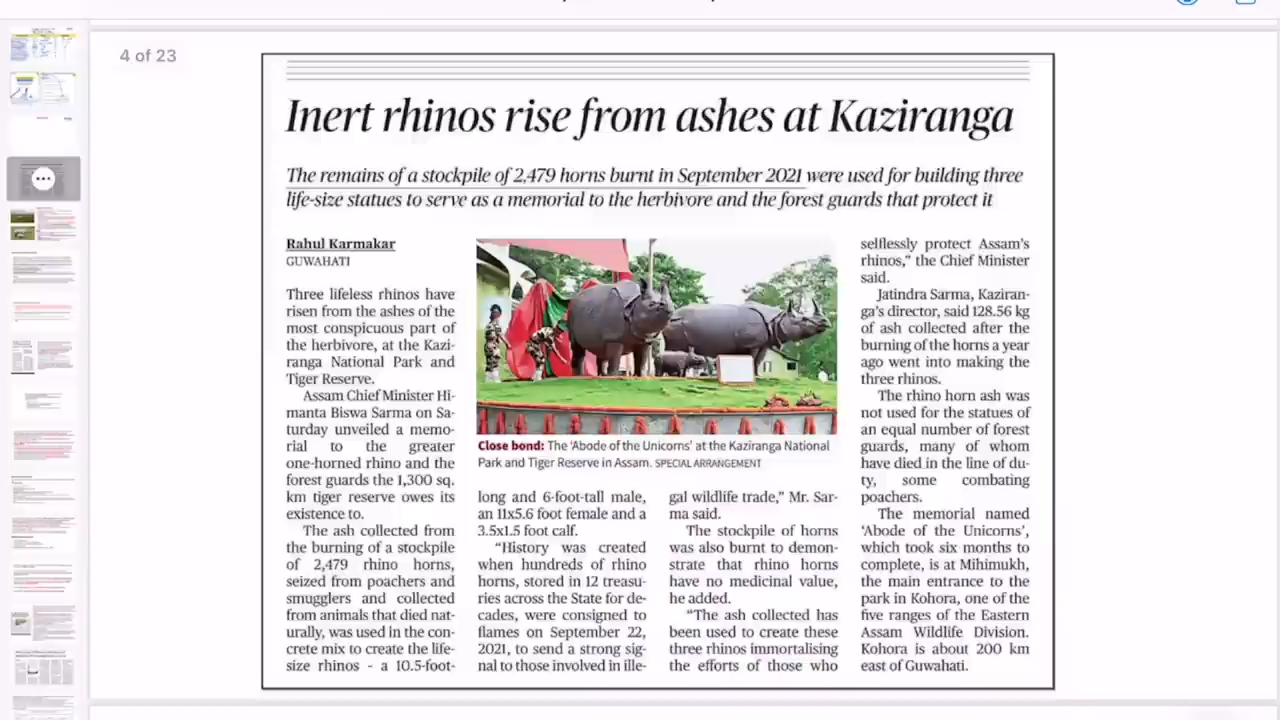 4 of 23
Inert rhinos rise from ashes at Kaziranga
The remains of a stockpile of 2,479 horns burnt in September 2021 were used for building three
life-size statues to serve as a memorial to the herbivore and the forest guards that protect it
Rahul Karmakar
GUWAHATI
Three lifeless rhinos have
risen from the ashes of the
most conspicuous part of
the herbivore, at the Kazi-
ranga National Park and
Tiger Reserve.
Assam Chief Minister Hi-
manta Biswa Sarma on Sa-
turday unveiled a memo-
rial to the greater
one-horned rhino and the
forest guards the 1,300 sq.
km tiger reserve owes its
existence to.
The ash collected from
the burning of a stockpile
of 2,479 rhino horns,
seized from poachers and
smugglers and collected
from animals that died nat-
urally, was used in the con-
crete mix to create the life-
size rhinos - a 10.5-foot-
Close bond: The ‘Abode of the Unicorns’ at the Kaziranga National
Park and Tiger Reserve in Assam. SPECIAL ARRANGEMENT
long and 6-foot-tall male,
an 11x5.6 foot female and a
3.5x1.5 foot calf.
“History was created
when hundreds of rhino
horns, stored in 12 treasu-
ries across the State for de-
cades, were consigned to
flames on September 22,
2021, to send a strong sig-
nal to those involved in ille-
gal wildlife trade,” Mr. Sar-
ma said.
The stockpile of horns
was also burnt to demon-
strate that rhino horns
have no medicinal value,
he added.
“The ash collected has
been used to create these
three rhinos immortalising
the efforts of those who
selflessly protect Assam’s
rhinos,” the Chief Minister
said.
Jatindra Sarma, Kaziran-
ga’s director, said 128.56 kg
of ash collected after the
burning of the horns a year
ago went into making the
three rhinos.
The rhino horn ash was
not used for the statues of
an equal number of forest
guards, many of whom
have died in the line of du-
ty, some combating
poachers.
The memorial named
‘Abode of the Unicorns’,
which took six months to
complete, is at Mihimukh,
the main entrance to the
park in Kohora, one of the
five ranges of the Eastern
Assam Wildlife Division.
Kohora is about 200 km
east of Guwahati.